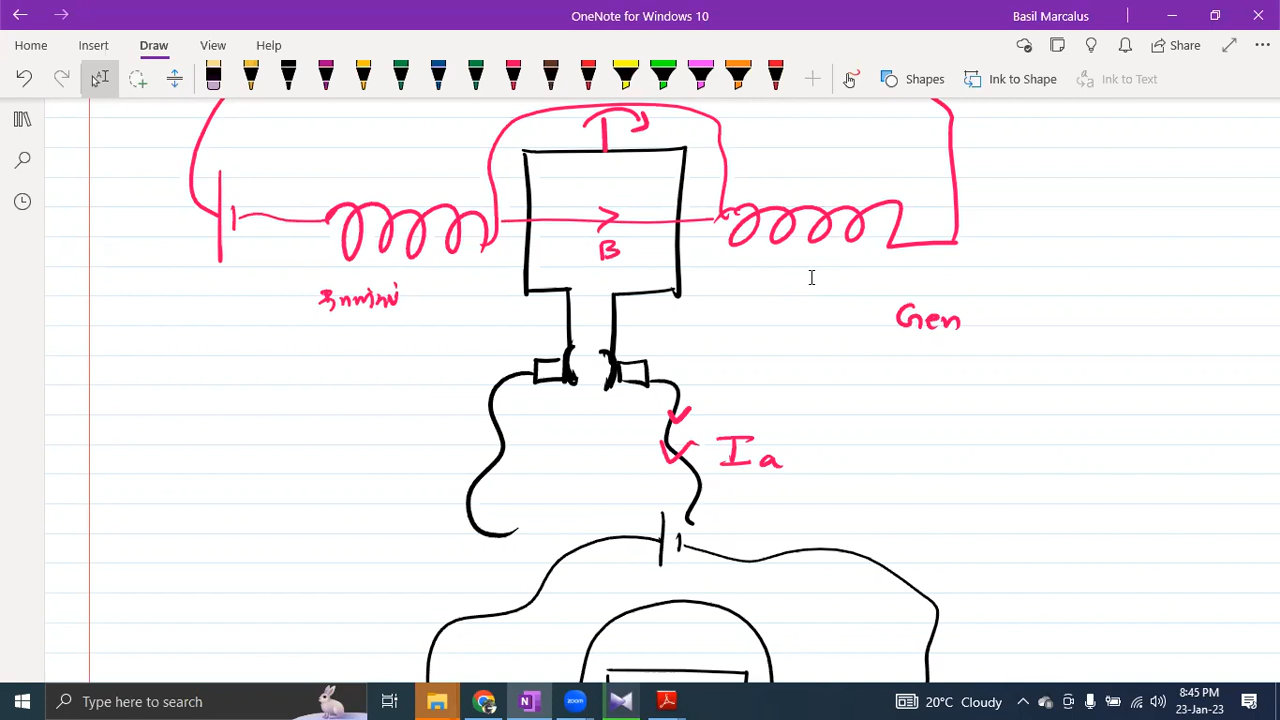 OneNote for Windows 10
Basil Marcalus
Home Insert Draw View Help
Share
Shapes
Ink to Shape
Ink to Text
B
Gen
Ia
Type here to search
20°C Cloudy
8:45 PM
23-Jan-23